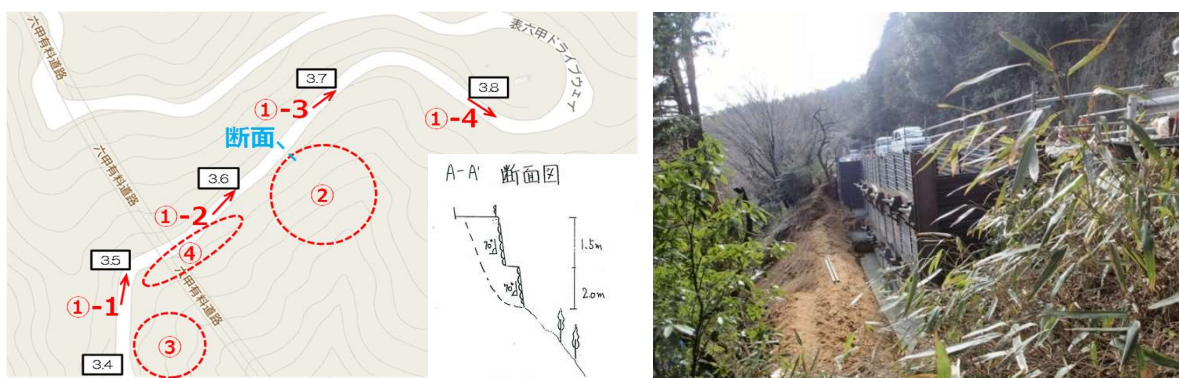 六甲有料道路
3.7
3.8
表六甲ドライブウェイ
①-3
①-4
断面
六甲有料道路
3.6
②
①-2
④
3.5
六甲有料道路
①-1
③
3.4
A-A' 断面図
70°
1.5m
70°
2.0m